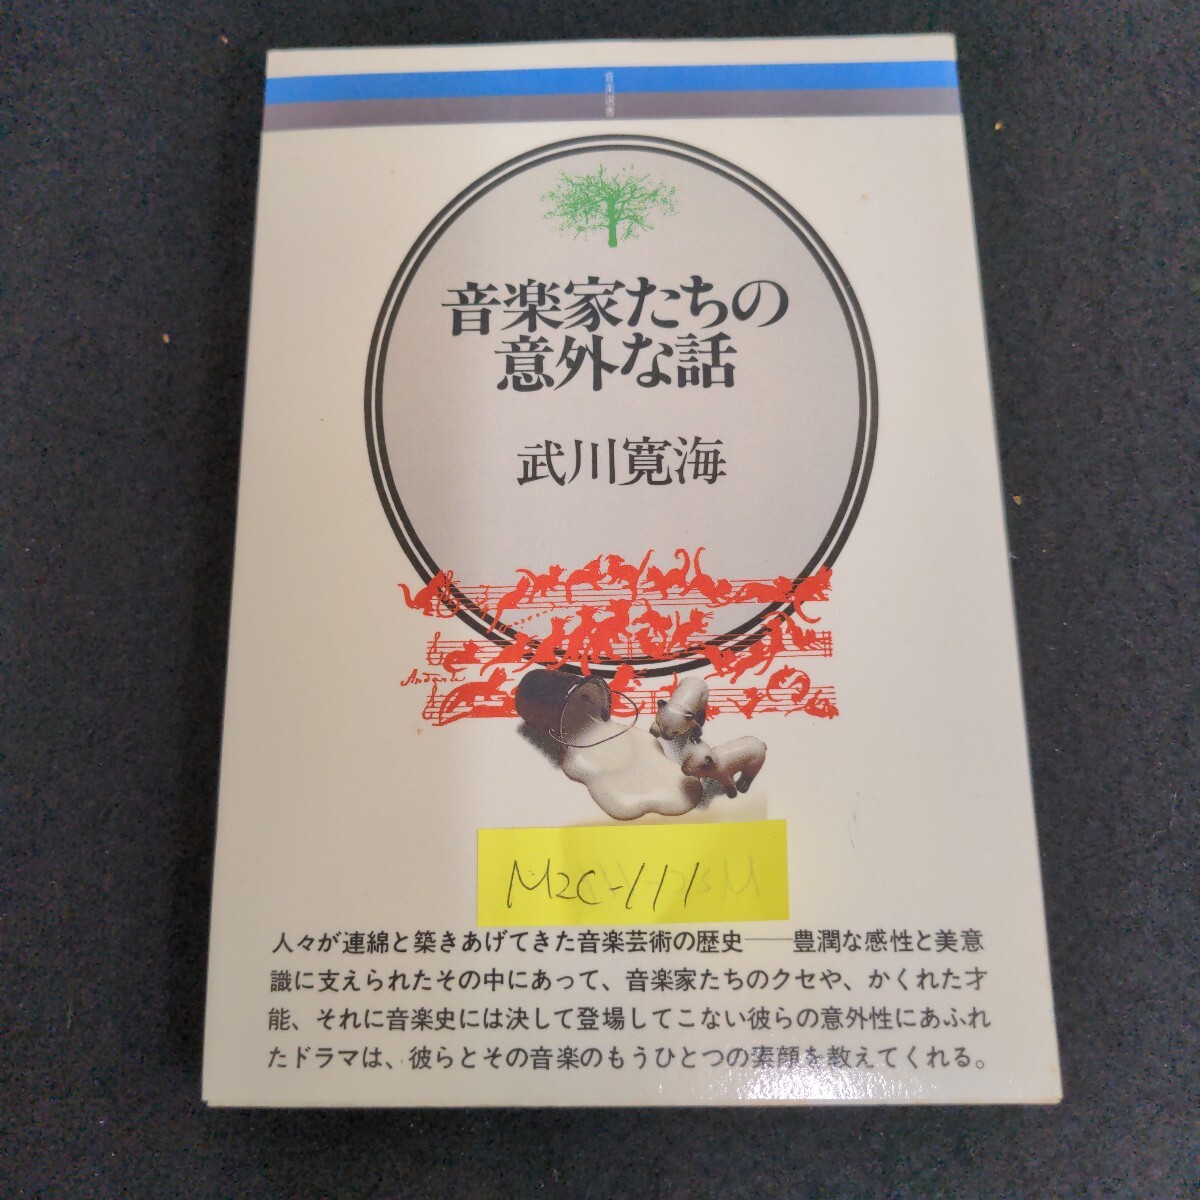 音楽選書
音楽家たちの
意外な話
武川寛海
Andante
M2C-111
人々が連綿と築きあげてきた音楽芸術の歴史――豊潤な感性と美意
識に支えられたその中にあって、音楽家たちのクセや、かくれた才
能、それに音楽史には決して登場してこない彼らの意外性にあふれ
たドラマは、彼らとその音楽のもうひとつの素顔を教えてくれる。